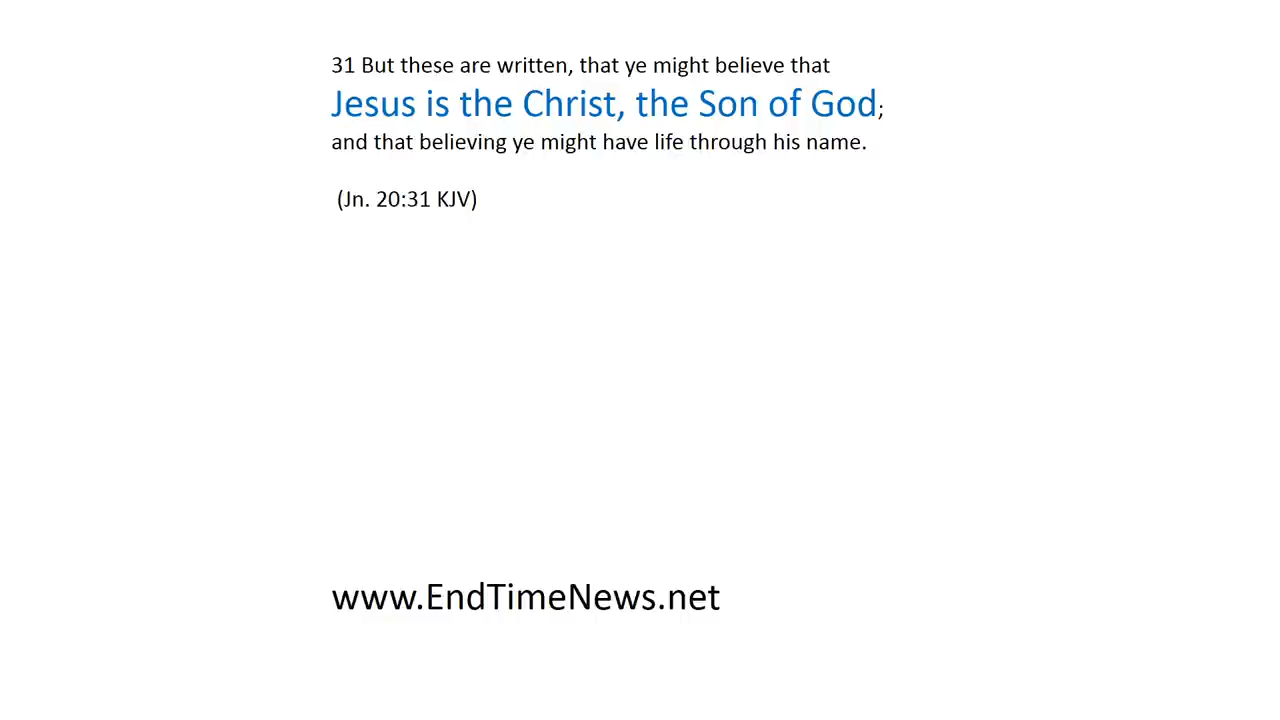 31 But these are written, that ye might believe that
Jesus is the Christ, the Son of God;
and that believing ye might have life through his name.
(Jn. 20:31 KJV)
www.EndTimeNews.net